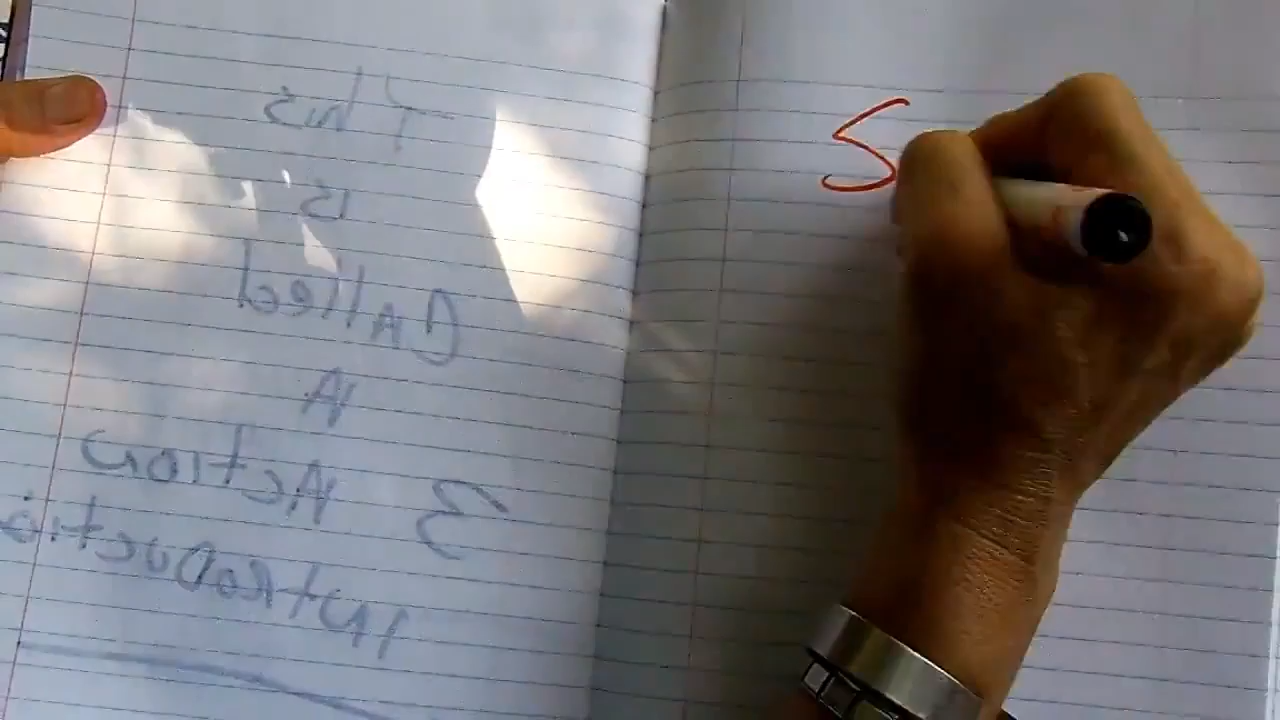 This
is
CAlled
A
3 Action
IntRoDuctio
S